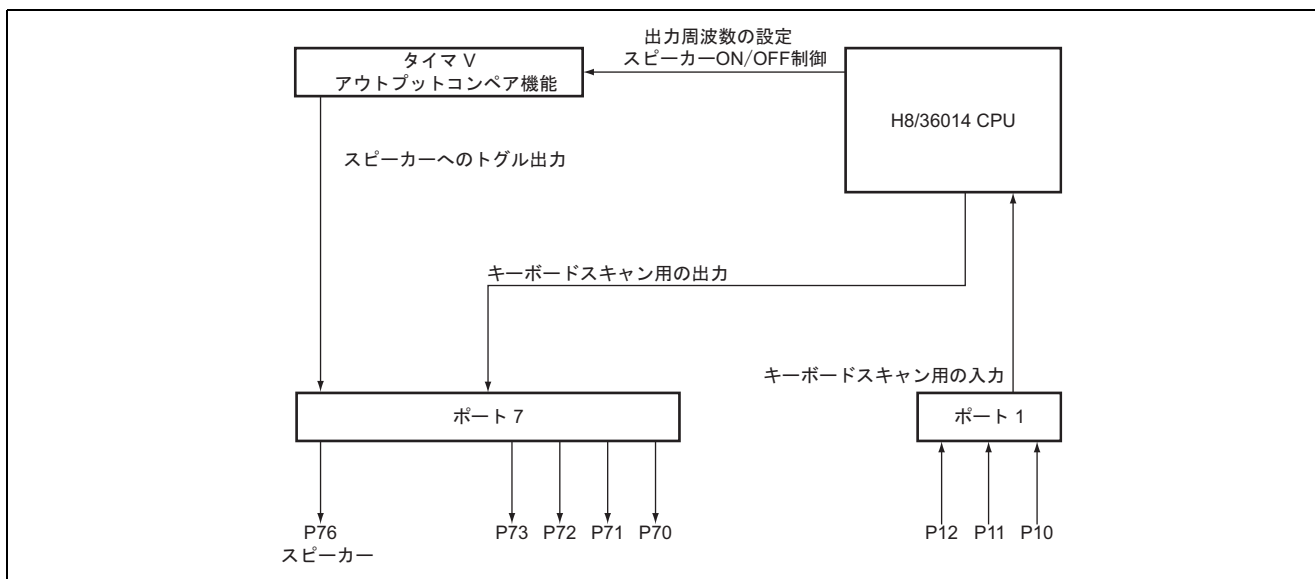 出力周波数の設定
スピーカーON/OFF制御
タイマ V
アウトプットコンペア機能
H8/36014 CPU
スピーカーへのトグル出力
キーボードスキャン用の出力
キーボードスキャン用の入力
ポート 7
ポート 1
P76
スピーカー
P73
P72
P71
P70
P12
P11
P10